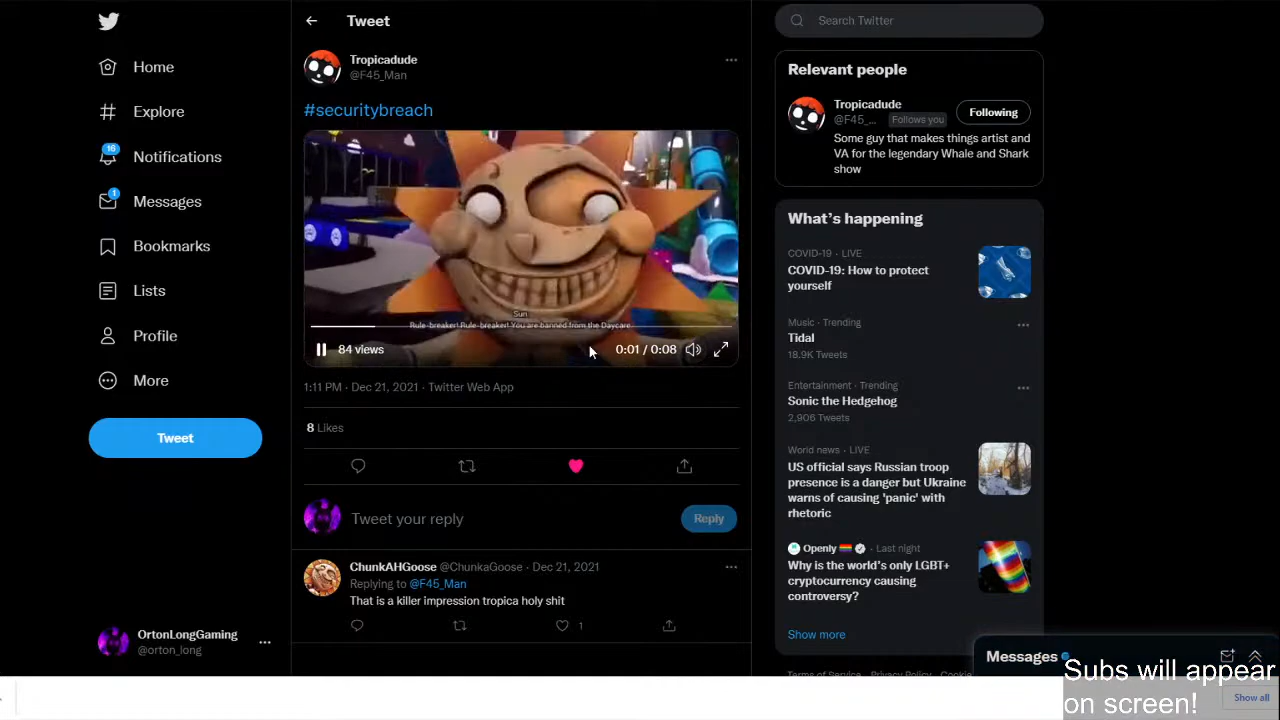 Home
Explore
16
Notifications
1
Messages
Bookmarks
Lists
Profile
More
Tweet
OrtonLongGaming
@orton_long
Tweet
Tropicadude
@F45_Man
#securitybreach
Sun
Rule-breaker! Rule-breaker! You are banned from the Daycare
84 views
0:01 / 0:08
1:11 PM · Dec 21, 2021 · Twitter Web App
8 Likes
Tweet your reply
Reply
ChunkAHGoose @ChunkaGoose · Dec 21, 2021
Replying to @F45_Man
That is a killer impression tropica holy shit
1
Search Twitter
Relevant people
Tropicadude
@F45_... Follows you
Following
Some guy that makes things artist and
VA for the legendary Whale and Shark
show
What's happening
COVID-19 · LIVE
COVID-19: How to protect
yourself
Music · Trending
Tidal
18.9K Tweets
Entertainment · Trending
Sonic the Hedgehog
2,906 Tweets
World news · LIVE
US official says Russian troop
presence is a danger but Ukraine
warns of causing 'panic' with
rhetoric
Openly · Last night
Why is the world's only LGBT+
cryptocurrency causing
controversy?
Show more
Terms of Service Privacy Policy Cookie
Messages
Subs will appear
on screen!
Show all